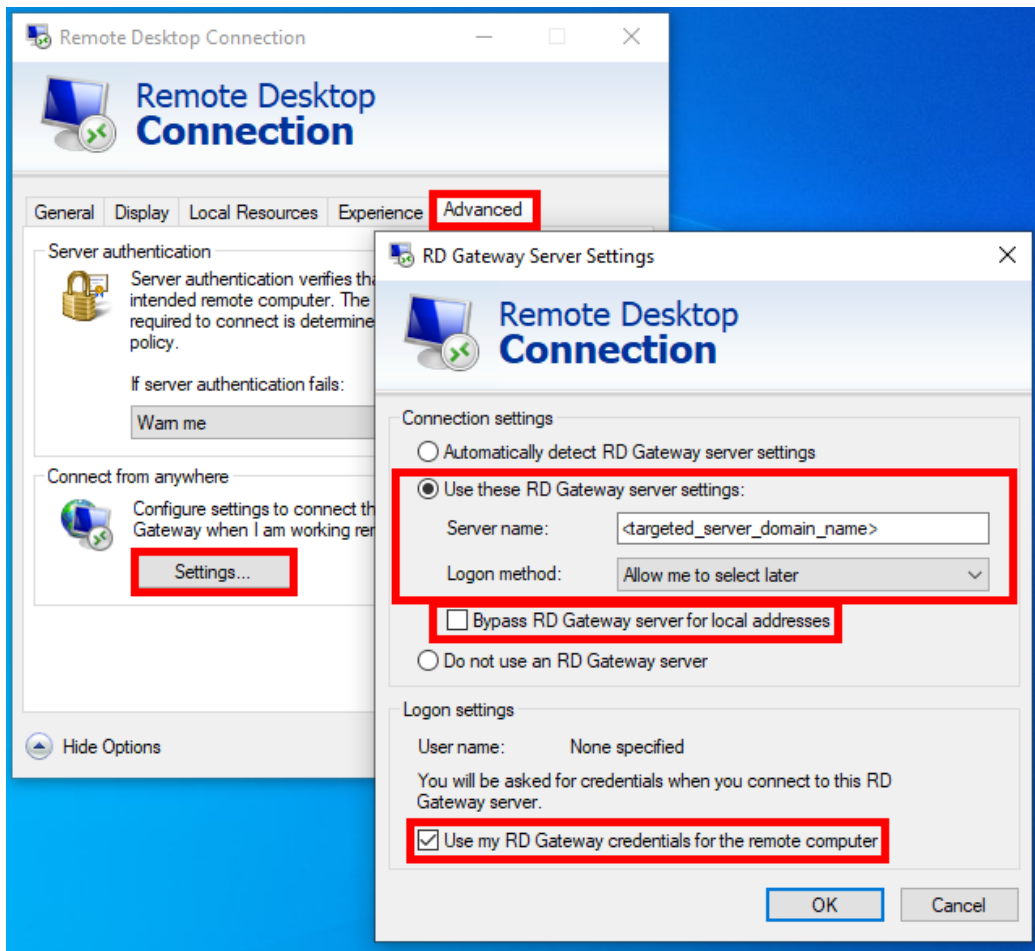 Remote Desktop Connection
Remote Desktop
Connection
General Display Local Resources Experience Advanced
Server authentication
Server authentication verifies tha
intended remote computer. The
required to connect is determine
policy.
If server authentication fails:
Warn me
Connect from anywhere
Configure settings to connect th
Gateway when I am working rem
Settings...
Hide Options
RD Gateway Server Settings
Remote Desktop
Connection
Connection settings
Automatically detect RD Gateway server settings
Use these RD Gateway server settings:
Server name: <targeted_server_domain_name>
Logon method: Allow me to select later
Bypass RD Gateway server for local addresses
Do not use an RD Gateway server
Logon settings
User name: None specified
You will be asked for credentials when you connect to this RD
Gateway server.
Use my RD Gateway credentials for the remote computer
OK Cancel